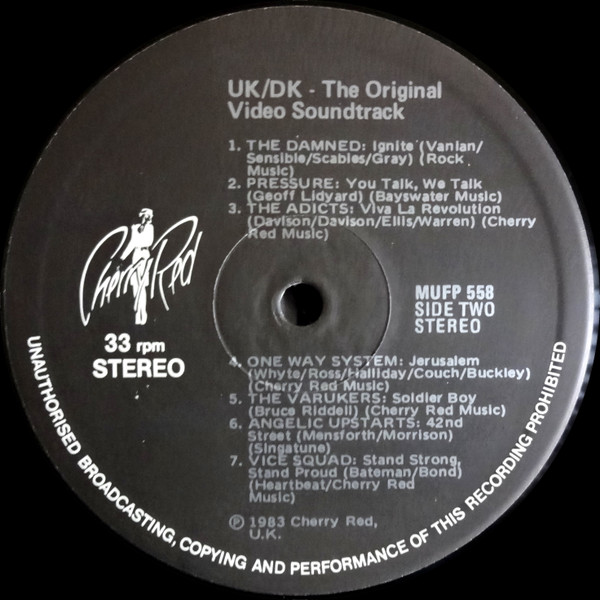 UK/DK - The Original
Video Soundtrack
1. THE DAMNED: Ignite (Vanian/
Sensible/Scabies/Gray) (Rock
Music)
2. PRESSURE: You Talk, We Talk
(Geoff Lidyard) (Bayswater Music)
3. THE ADICTS: Viva La Revolution
(Davison/Davison/Ellis/Warren) (Cherry
Red Music)
Cherry Red
33 rpm
STEREO
MUFP 558
SIDE TWO
STEREO
4. ONE WAY SYSTEM: Jerusalem
(Whyte/Ross/Halliday/Couch/Buckley)
(Cherry Red Music)
5. THE VARUKERS: Soldier Boy
(Bruce Riddell) (Cherry Red Music)
6. ANGELIC UPSTARTS: 42nd
Street (Mensforth/Morrison)
(Singatune)
7. VICE SQUAD: Stand Strong,
Stand Proud (Bateman/Bond)
(Heartbeat/Cherry Red
Music)
℗ 1983 Cherry Red,
U.K.
UNAUTHORISED BROADCASTING, COPYING AND PERFORMANCE OF THIS RECORDING PROHIBITED